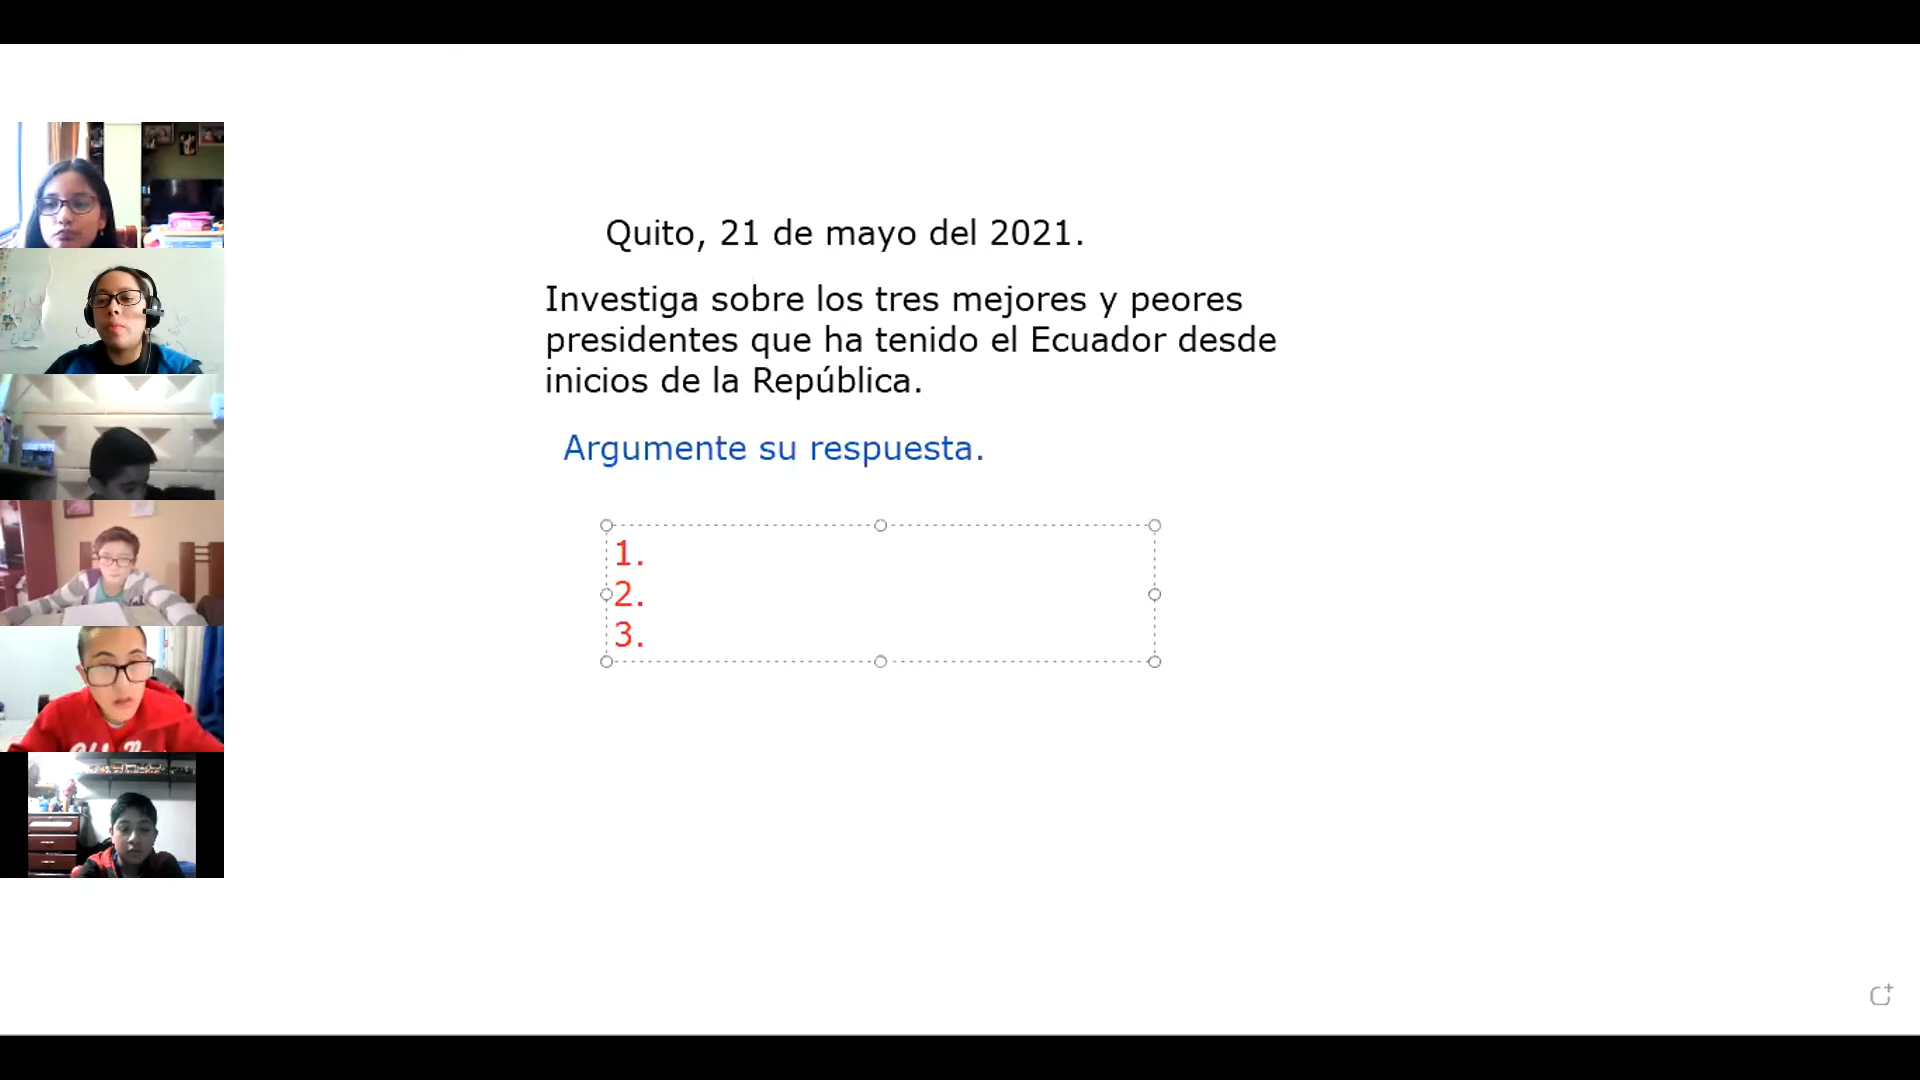 Quito, 21 de mayo del 2021.
Investiga sobre los tres mejores y peores
presidentes que ha tenido el Ecuador desde
inicios de la República.
Argumente su respuesta.
1.
2.
3.